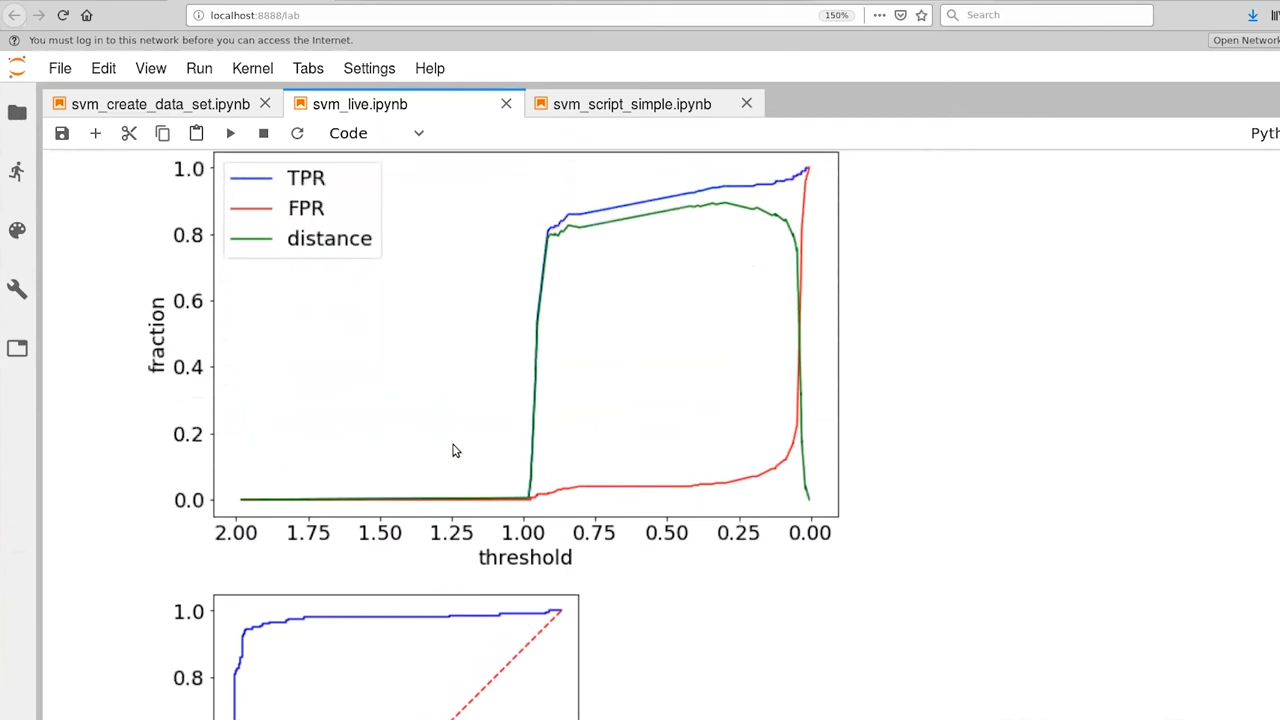 localhost:8888/lab
150%
Search
You must log in to this network before you can access the Internet.
Open Network
File Edit View Run Kernel Tabs Settings Help
svm_create_data_set.ipynb
svm_live.ipynb
svm_script_simple.ipynb
Code
Pyth
TPR
FPR
distance
1.0
0.8
0.6
0.4
0.2
0.0
fraction
2.00 1.75 1.50 1.25 1.00 0.75 0.50 0.25 0.00
threshold
1.0
0.8